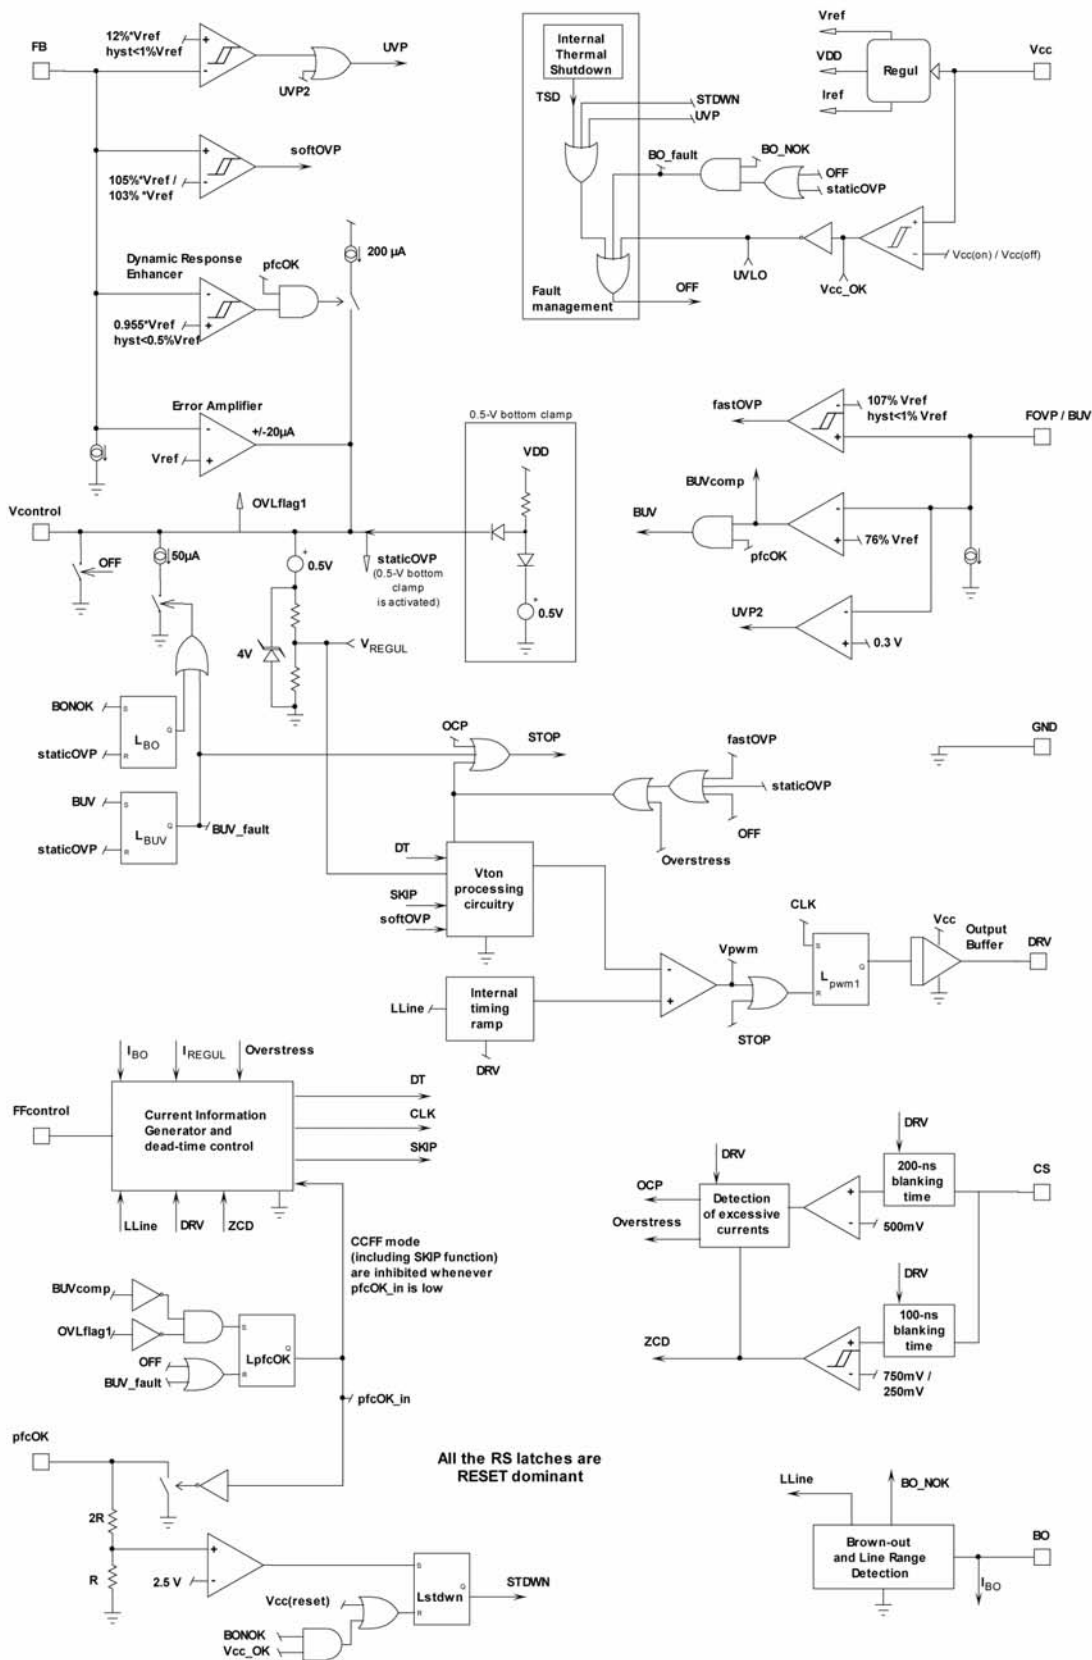 12%*Vref
hyst<1%Vref
FB
UVP
UVP2
softOVP
105%*Vref /
103% *Vref
Dynamic Response
Enhancer
pfcOK
200 µA
0.955*Vref
hyst<0.5%Vref
Error Amplifier
+/-20µA
Vref
Internal
Thermal
Shutdown
TSD
STDWN
UVP
BO_fault
BO_NOK
OFF
staticOVP
Vref
VDD
Iref
Regul
Vcc
Vcc(on) / Vcc(off)
UVLO
Vcc_OK
OFF
Fault
management
0.5-V bottom clamp
VDD
0.5V
fastOVP
107% Vref
hyst<1% Vref
FOVP / BUV
BUVcomp
BUV
pfcOK
76% Vref
UVP2
0.3 V
Vcontrol
OVLflag1
OFF
50µA
0.5V
staticOVP
(0.5-V bottom
clamp
is activated)
4V
VREGUL
BONOK
S
Q
LBO
staticOVP
R
BUV
S
Q
LBUV
BUV_fault
staticOVP
R
OCP
STOP
fastOVP
staticOVP
OFF
Overstress
GND
DT
SKIP
softOVP
Vton
processing
circuitry
Vpwm
CLK
S
Q
Lpwm1
R
Vcc
Output
Buffer
DRV
LLine
Internal
timing
ramp
DRV
STOP
IBO
IREGUL
Overstress
FFcontrol
Current Information
Generator and
dead-time control
DT
CLK
SKIP
LLine
DRV
ZCD
CCFF mode
(including SKIP function)
are inhibited whenever
pfcOK_in is low
DRV
DRV
OCP
Overstress
Detection
of excessive
currents
200-ns
blanking
time
CS
500mV
DRV
100-ns
blanking
time
ZCD
750mV /
250mV
BUVcomp
OVLflag1
OFF
BUV_fault
S
Q
LpfcOK
R
pfcOK_in
pfcOK
All the RS latches are
RESET dominant
2R
R
2.5 V
S
Q
Lstdwn
R
STDWN
Vcc(reset)
BONOK
Vcc_OK
LLine
BO_NOK
Brown-out
and Line Range
Detection
BO
IBO